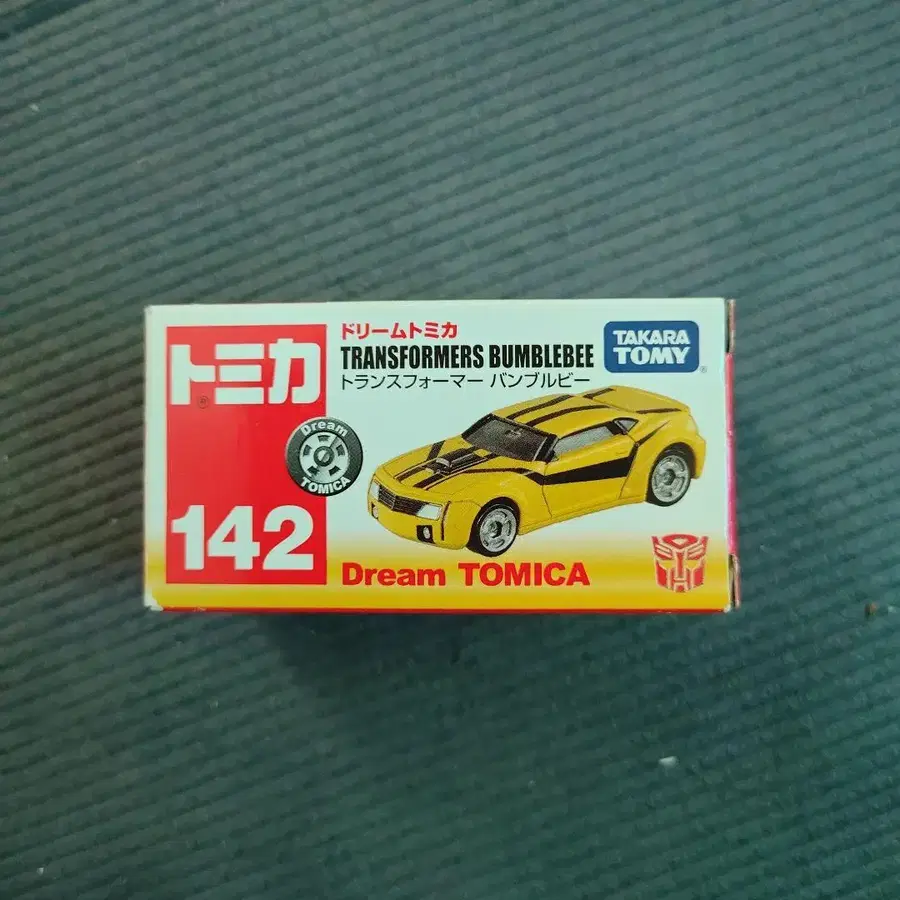 トミカ
142
Dream
TOMICA
ドリームトミカ
TRANSFORMERS BUMBLEBEE
トランスフォーマー バンブルビー
Dream TOMICA
TAKARA
TOMY